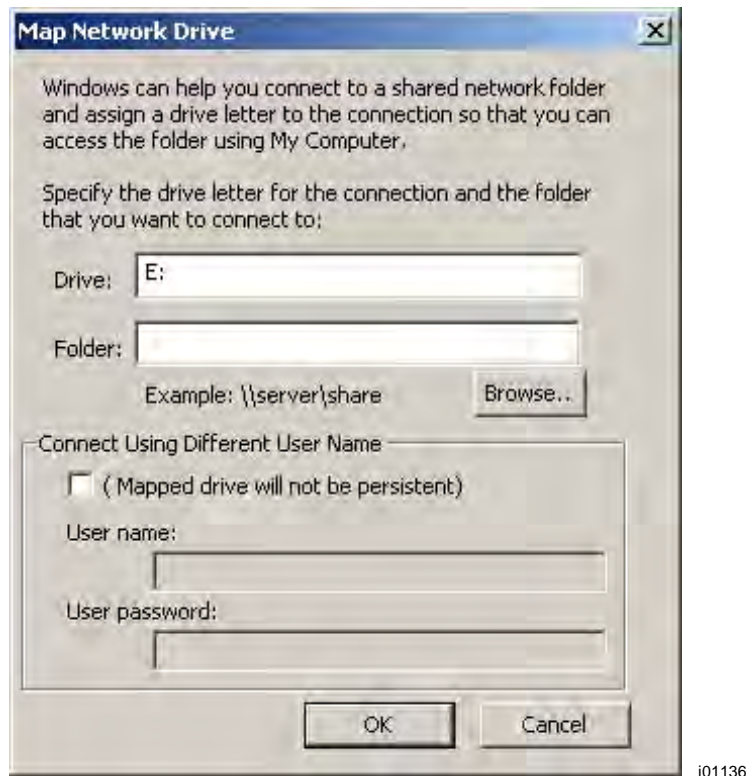 Map Network Drive
Windows can help you connect to a shared network folder
and assign a drive letter to the connection so that you can
access the folder using My Computer.
Specify the drive letter for the connection and the folder
that you want to connect to:
Drive: E:
Folder:
Example: \\server\share Browse..
Connect Using Different User Name
( Mapped drive will not be persistent)
User name:
User password:
OK Cancel
i01136